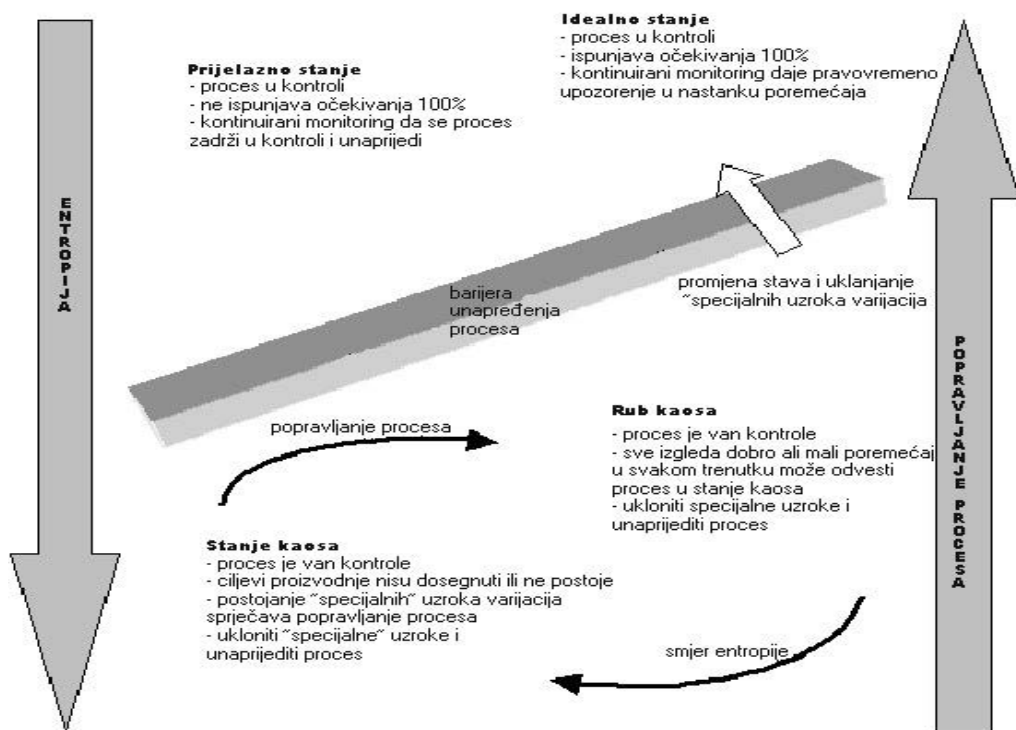 Idealno stanje
- proces u kontroli
- ispunjava očekivanja 100%
- kontinuirani monitoring daje pravovremeno
upozorenje u nastanku poremećaja
Prijelazno stanje
- proces u kontroli
- ne ispunjava očekivanja 100%
- kontinuirani monitoring da se proces
zadrži u kontroli i unaprijedi
ENTROPIJA
barijera
unapređenja
procesa
promjena stava i uklanjanje
"specijalnih uzroka varijacija
POPRAVLJANJE PROCESA
popravljanje procesa
Rub kaosa
- proces je van kontrole
- sve izgleda dobro ali mali poremećaj
u svakom trenutku može odvesti
proces u stanje kaosa
- ukloniti specijalne uzroke i
unaprijediti proces
Stanje kaosa
- proces je van kontrole
- ciljevi proizvodnje nisu dosegnuti ili ne postoje
- postojanje "specijalnih" uzroka varijacija
sprječava popravljanje procesa
- ukloniti "specijalne" uzroke i
unaprijediti proces
smjer entropije